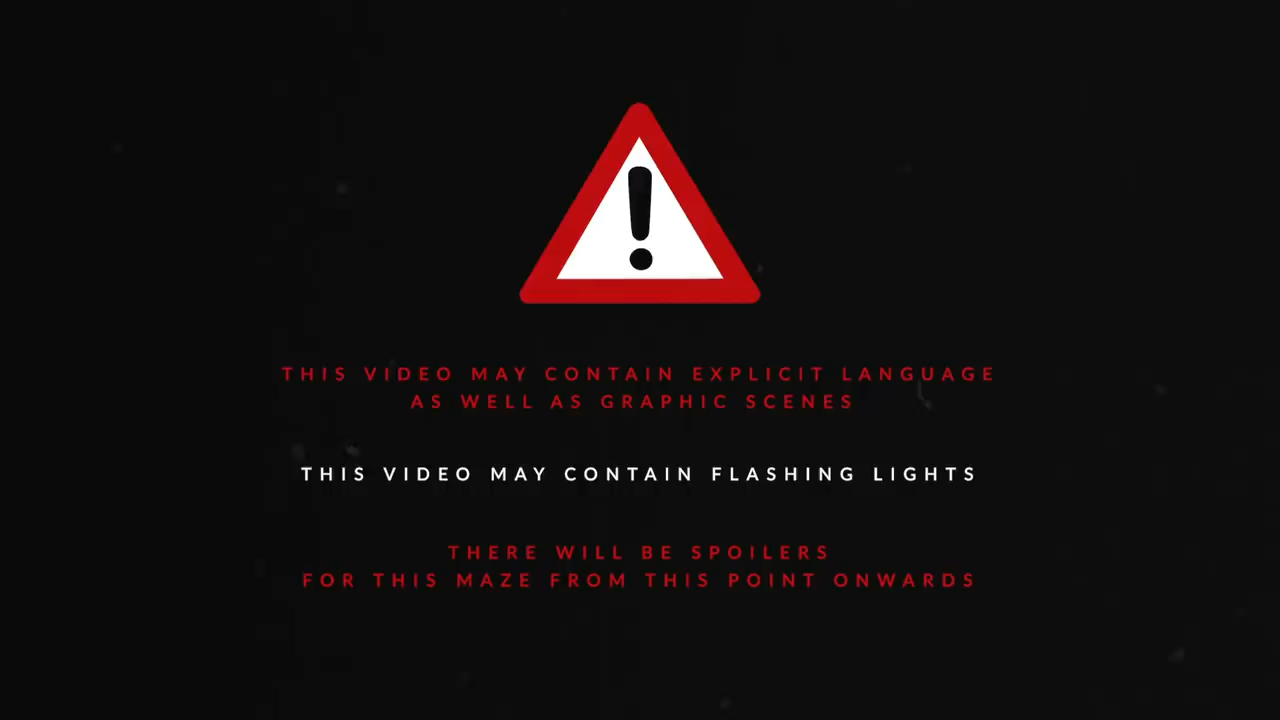 THIS VIDEO MAY CONTAIN EXPLICIT LANGUAGE
AS WELL AS GRAPHIC SCENES
THIS VIDEO MAY CONTAIN FLASHING LIGHTS
THERE WILL BE SPOILERS
FOR THIS MAZE FROM THIS POINT ONWARDS